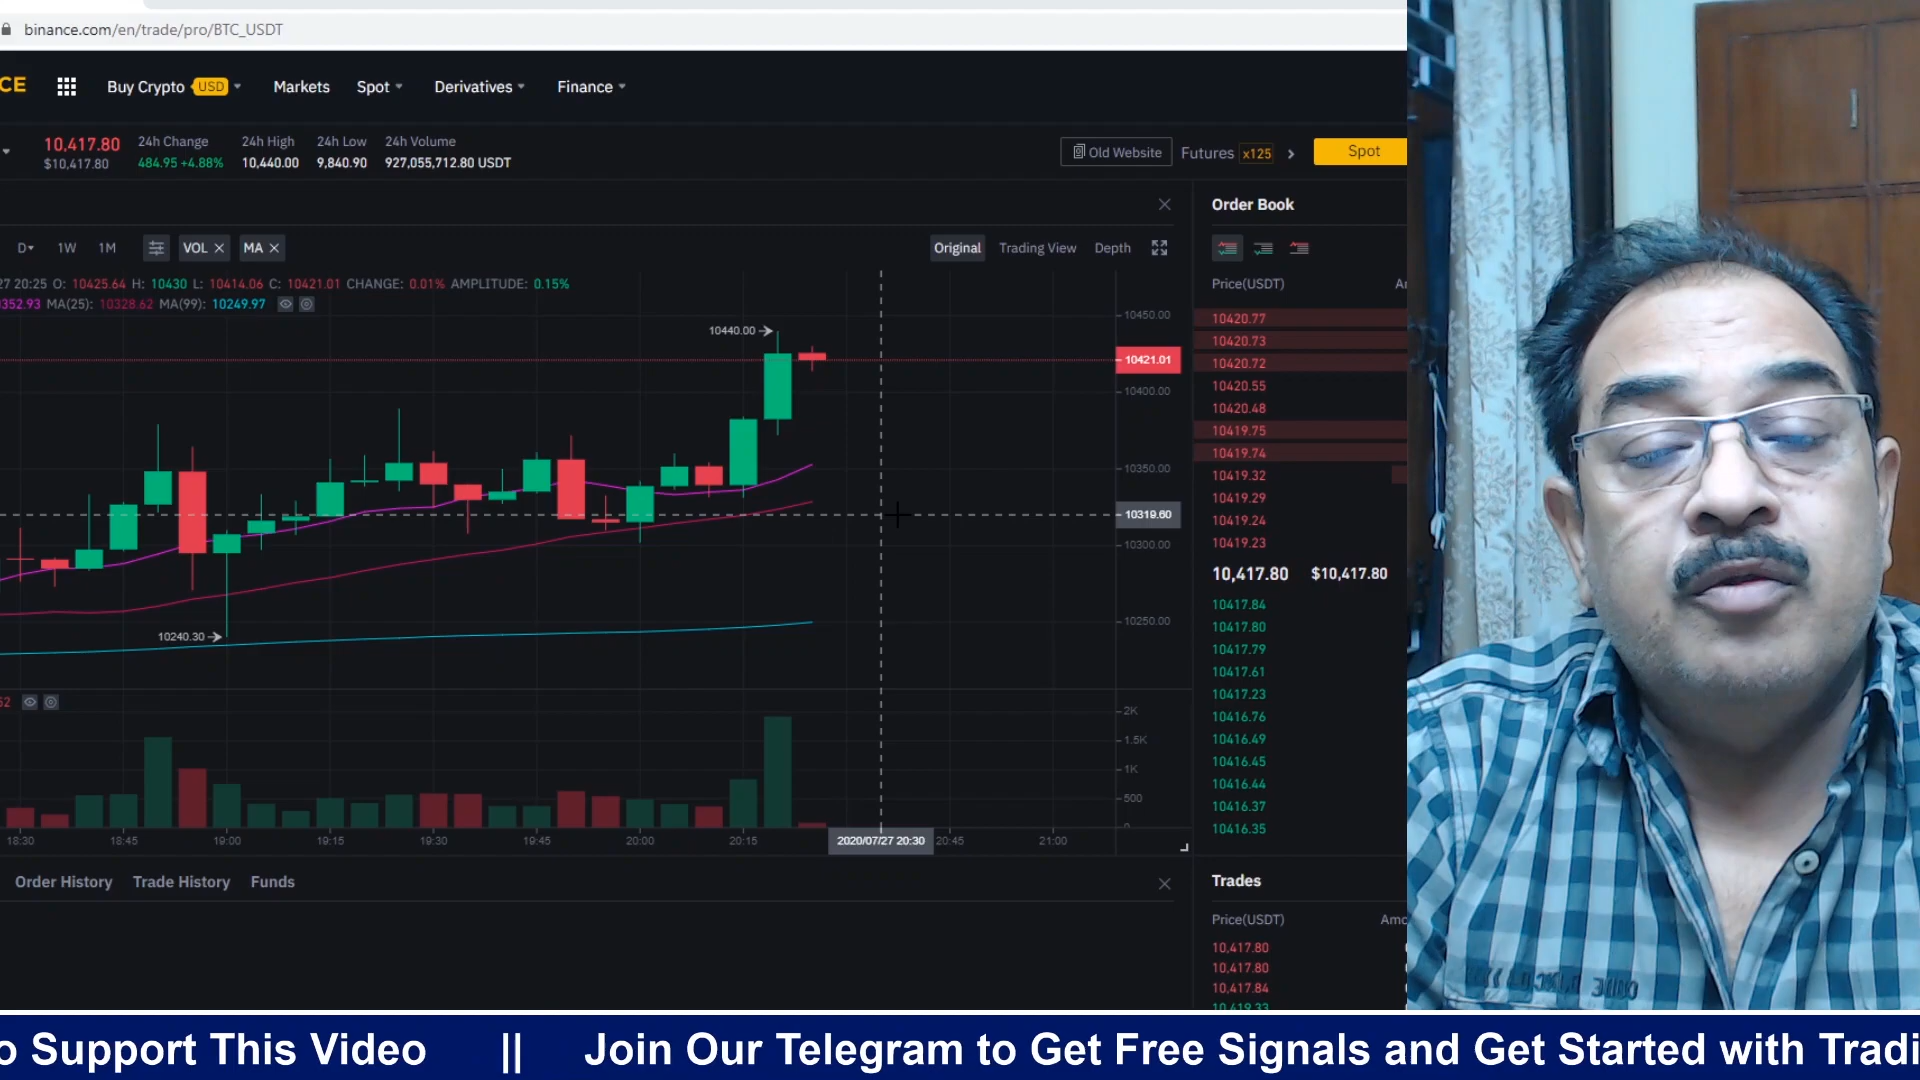 binance.com/en/trade/pro/BTC_USDT
CE Buy Crypto USD Markets Spot Derivatives Finance
10,417.80 24h Change 24h High 24h Low 24h Volume
$10,417.80 484.95 +4.88% 10,440.00 9,840.90 927,055,712.80 USDT
Old Website Futures x125 Spot
D 1W 1M VOL MA Original Trading View Depth
27 20:25 O: 10425.64 H: 10430 L: 10414.06 C: 10421.01 CHANGE: 0.01% AMPLITUDE: 0.15%
352.93 MA(25): 10328.62 MA(99): 10249.97
10440.00
10240.30
10450.00
10421.01
10400.00
10350.00
10319.60
10300.00
10250.00
52
2K
1.5K
1K
500
0
18:30 18:45 19:00 19:15 19:30 19:45 20:00 20:15 2020/07/27 20:30 20:45 21:00
Order History Trade History Funds
Order Book
Price(USDT) A
10420.77
10420.73
10420.72
10420.55
10420.48
10419.75
10419.74
10419.32
10419.29
10419.24
10419.23
10,417.80 $10,417.80
10417.84
10417.80
10417.79
10417.61
10417.23
10416.76
10416.49
10416.45
10416.44
10416.37
10416.35
Trades
Price(USDT) Amo
10,417.80
10,417.80
10,417.84
10,419.33
o Support This Video || Join Our Telegram to Get Free Signals and Get Started with Tradi